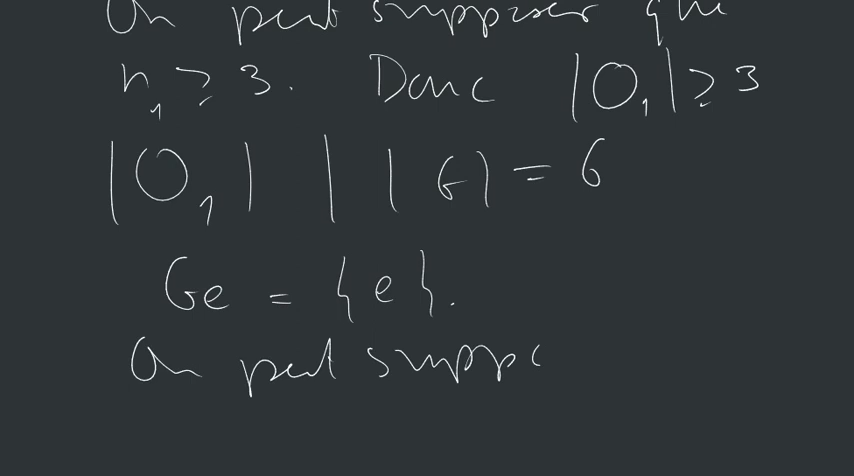 On peut supposer que
n₁ ≥ 3. Donc |O₁| ≥ 3
|O₁| | |G| = 6
Ge = {e}.
On peut suppo